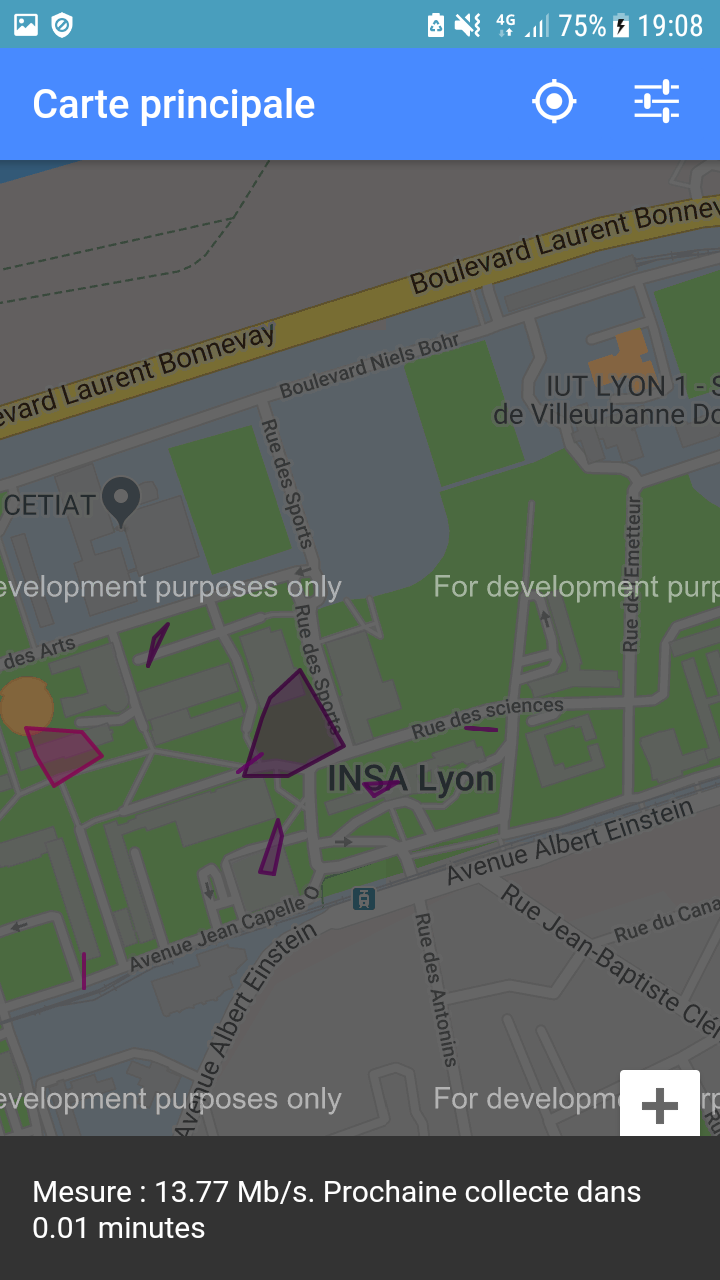 4G 75% 19:08
Carte principale
Boulevard Laurent Bonnev
evard Laurent Bonnevay
Boulevard Niels Bohr
IUT LYON 1 - S
de Villeurbanne Do
Rue des Sports
CETIAT
Rue de l'Emetteur
evelopment purposes only
For development purp
Rue des Sports
des Arts
Rue des sciences
INSA Lyon
Avenue Albert Einstein
Avenue Jean Capelle O
Rue Jean-Baptiste Clé
Rue du Cana
Rue des Antonins
Avenue Albert Einstein
evelopment purposes only
For developm
rp
Ru
Mesure : 13.77 Mb/s. Prochaine collecte dans
0.01 minutes